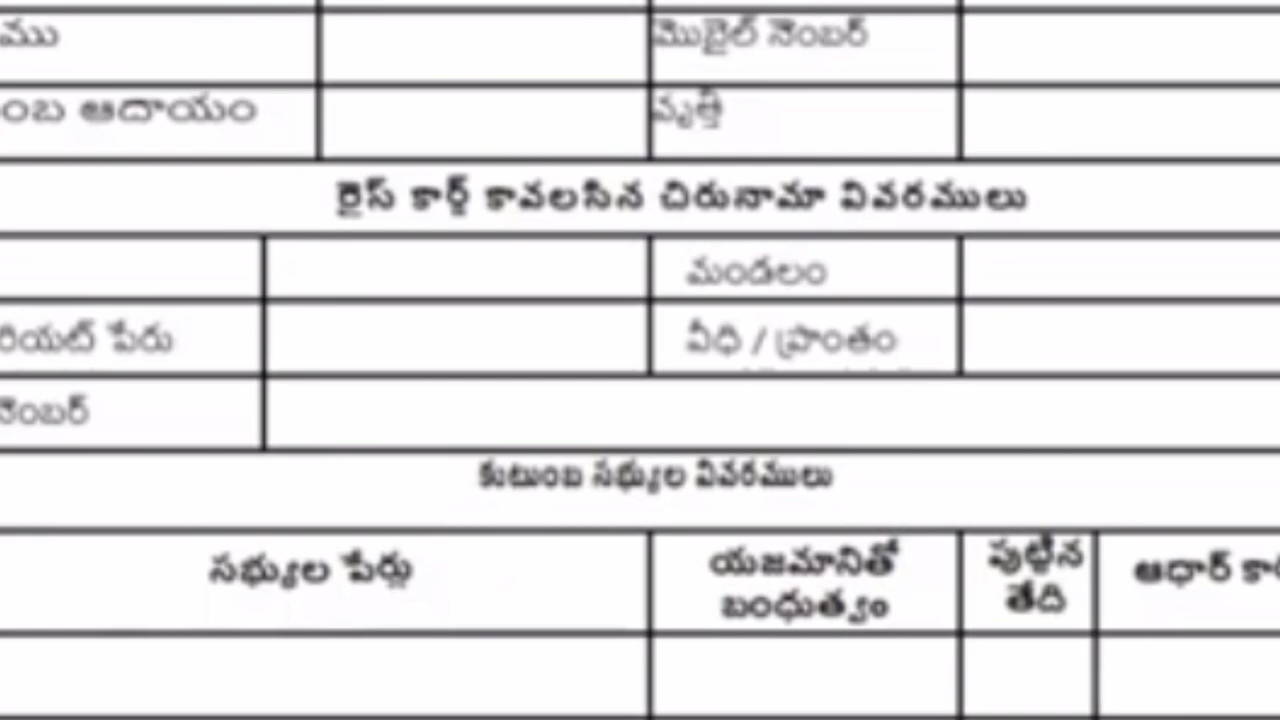 ము మొబైల్ నెంబర్
ంబ ఆదాయం వృత్తి
రైస్ కార్డ్ కావలసిన చిరునామా వివరములు
మండలం
రియట్ పేరు వీధి / ప్రాంతం
నెంబర్
కుటుంబ సభ్యుల వివరములు
సభ్యుల పేర్లు యజమానితో పుట్టిన ఆధార్ కార్
బంధుత్వం తేది